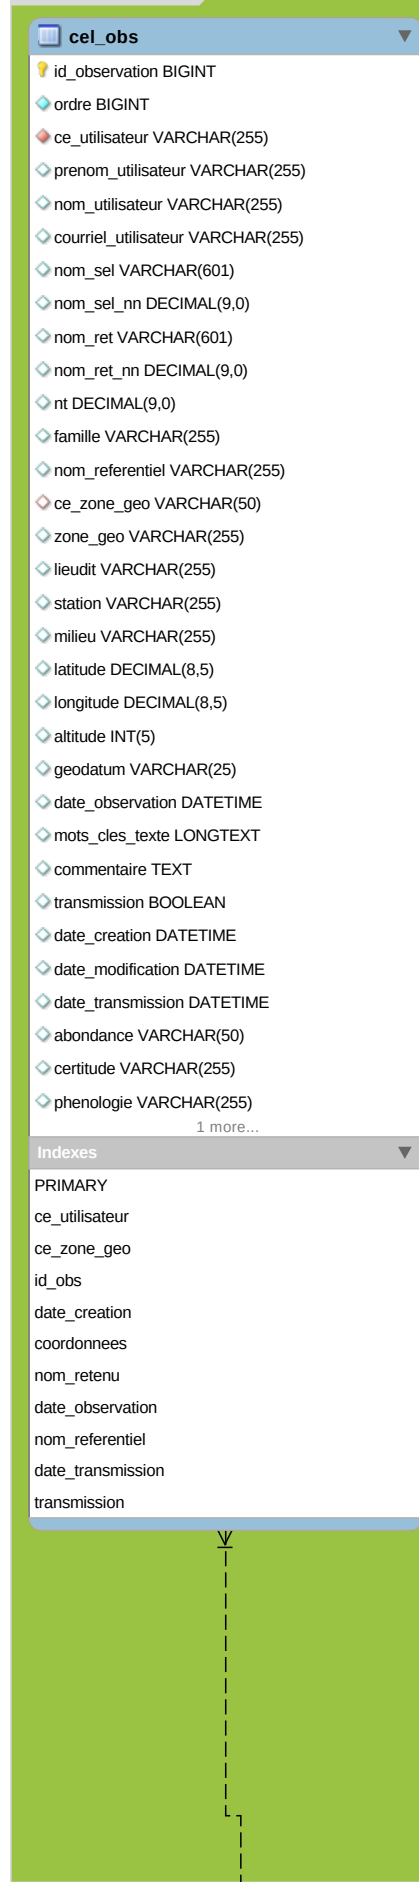 cel_obs
id_observation BIGINT
ordre BIGINT
ce_utilisateur VARCHAR(255)
prenom_utilisateur VARCHAR(255)
nom_utilisateur VARCHAR(255)
courriel_utilisateur VARCHAR(255)
nom_sel VARCHAR(601)
nom_sel_nn DECIMAL(9,0)
nom_ret VARCHAR(601)
nom_ret_nn DECIMAL(9,0)
nt DECIMAL(9,0)
famille VARCHAR(255)
nom_referentiel VARCHAR(255)
ce_zone_geo VARCHAR(50)
zone_geo VARCHAR(255)
lieudit VARCHAR(255)
station VARCHAR(255)
milieu VARCHAR(255)
latitude DECIMAL(8,5)
longitude DECIMAL(8,5)
altitude INT(5)
geodatum VARCHAR(25)
date_observation DATETIME
mots_cles_texte LONGTEXT
commentaire TEXT
transmission BOOLEAN
date_creation DATETIME
date_modification DATETIME
date_transmission DATETIME
abondance VARCHAR(50)
certitude VARCHAR(255)
phenologie VARCHAR(255)
1 more...
Indexes
PRIMARY
ce_utilisateur
ce_zone_geo
id_obs
date_creation
coordonnees
nom_retenu
date_observation
nom_referentiel
date_transmission
transmission